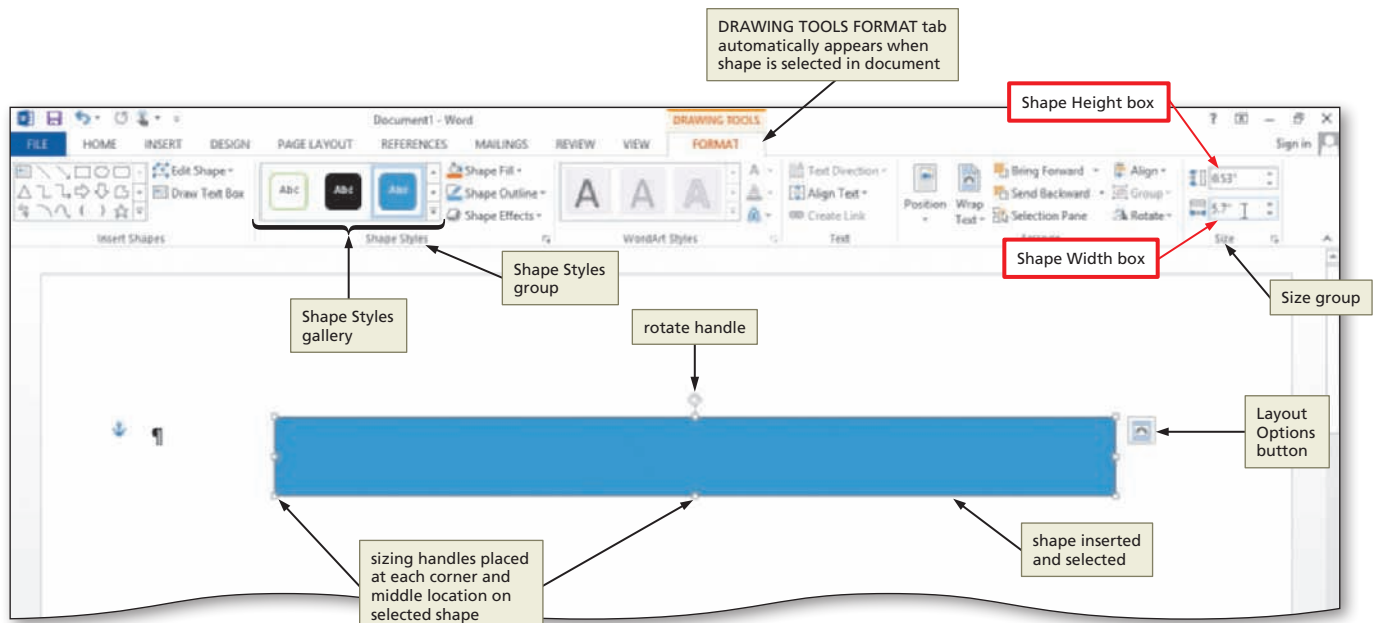 DRAWING TOOLS FORMAT tab
automatically appears when
shape is selected in document
Shape Height box
Document1 - Word
DRAWING TOOLS
Sign in
FILE HOME INSERT DESIGN PAGE LAYOUT REFERENCES MAILINGS REVIEW VIEW FORMAT
Edit Shape
Draw Text Box
Insert Shapes
Abc Abc Abc
Shape Fill
Shape Outline
Shape Effects
Shape Styles
A A A
WordArt Styles
Text Direction
Align Text
Create Link
Text
Position
Wrap
Text
Bring Forward
Send Backward
Selection Pane
Align
Group
Rotate
0.53"
5.7"
Size
Shape Width box
Size group
Shape Styles
group
Shape Styles
gallery
rotate handle
¶
Layout
Options
button
sizing handles placed
at each corner and
middle location on
selected shape
shape inserted
and selected